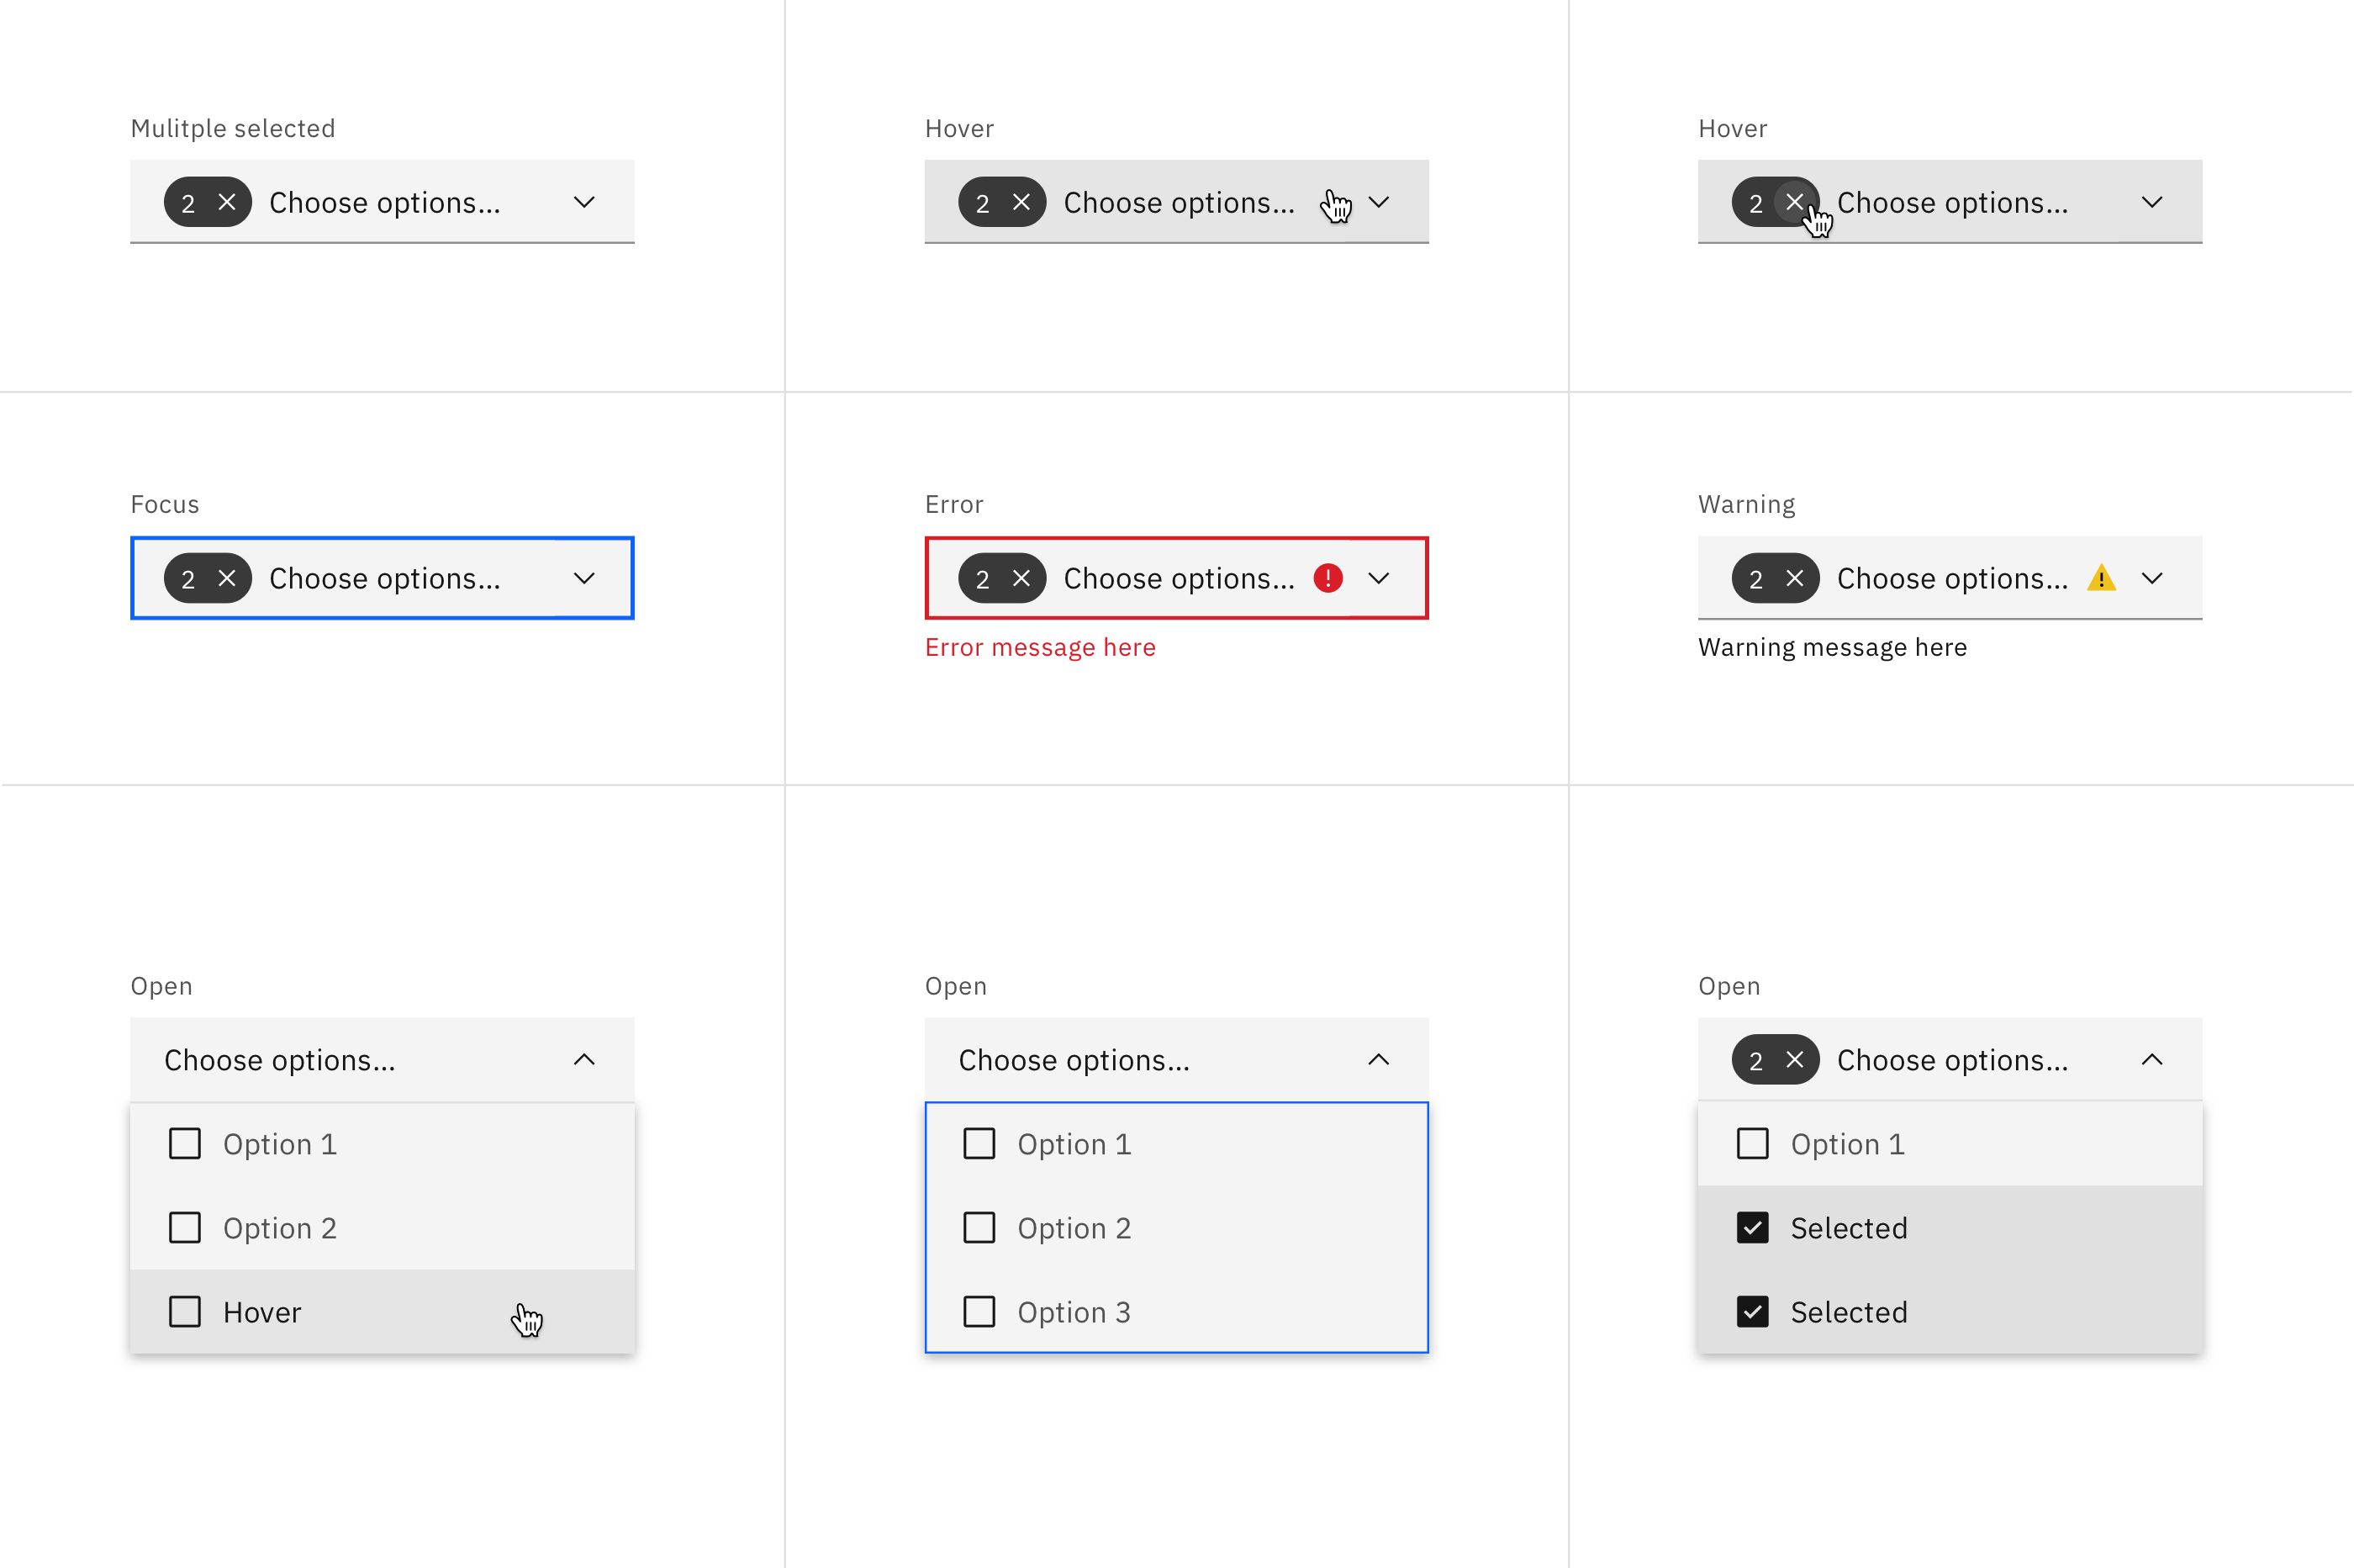 Mulitple selected
2 Choose options...
Hover
2 Choose options...
Hover
2 Choose options...
Focus
2 Choose options...
Error
2 Choose options...
Error message here
Warning
2 Choose options...
Warning message here
Open
Choose options...
Option 1
Option 2
Hover
Open
Choose options...
Option 1
Option 2
Option 3
Open
2 Choose options...
Option 1
Selected
Selected